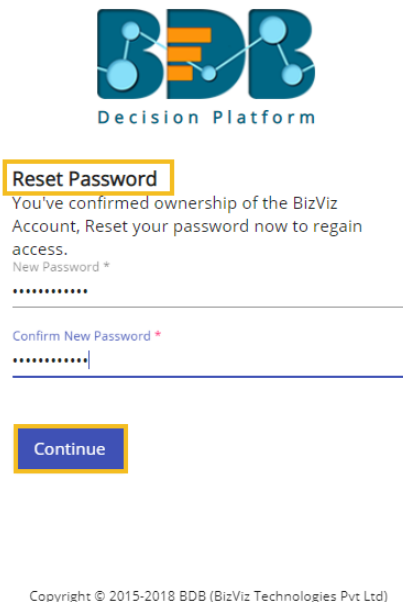 BDB
Decision Platform
Reset Password
You've confirmed ownership of the BizViz
Account, Reset your password now to regain
access.
New Password *
••••••••••••
Confirm New Password *
••••••••••••
Continue
Copyright © 2015-2018 BDB (BizViz Technologies Pvt Ltd)